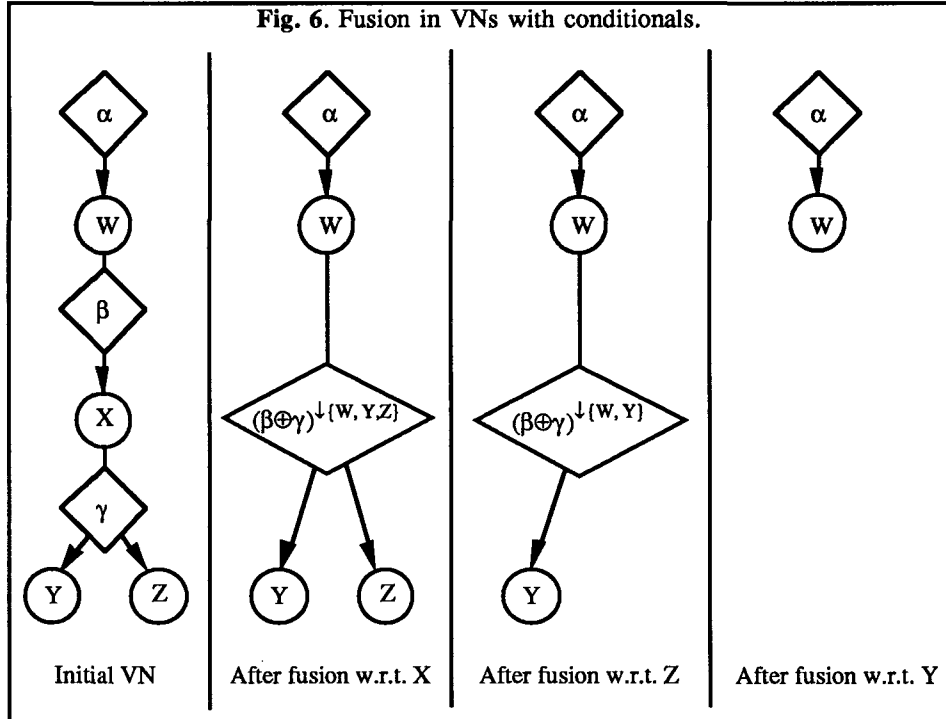 Fig. 6. Fusion in VNs with conditionals.
α
W
β
X
γ
Y Z
Initial VN
α
W
(β⊕γ)↓{W, Y,Z}
Y Z
After fusion w.r.t. X
α
W
(β⊕γ)↓{W, Y}
Y
After fusion w.r.t. Z
α
W
After fusion w.r.t. Y